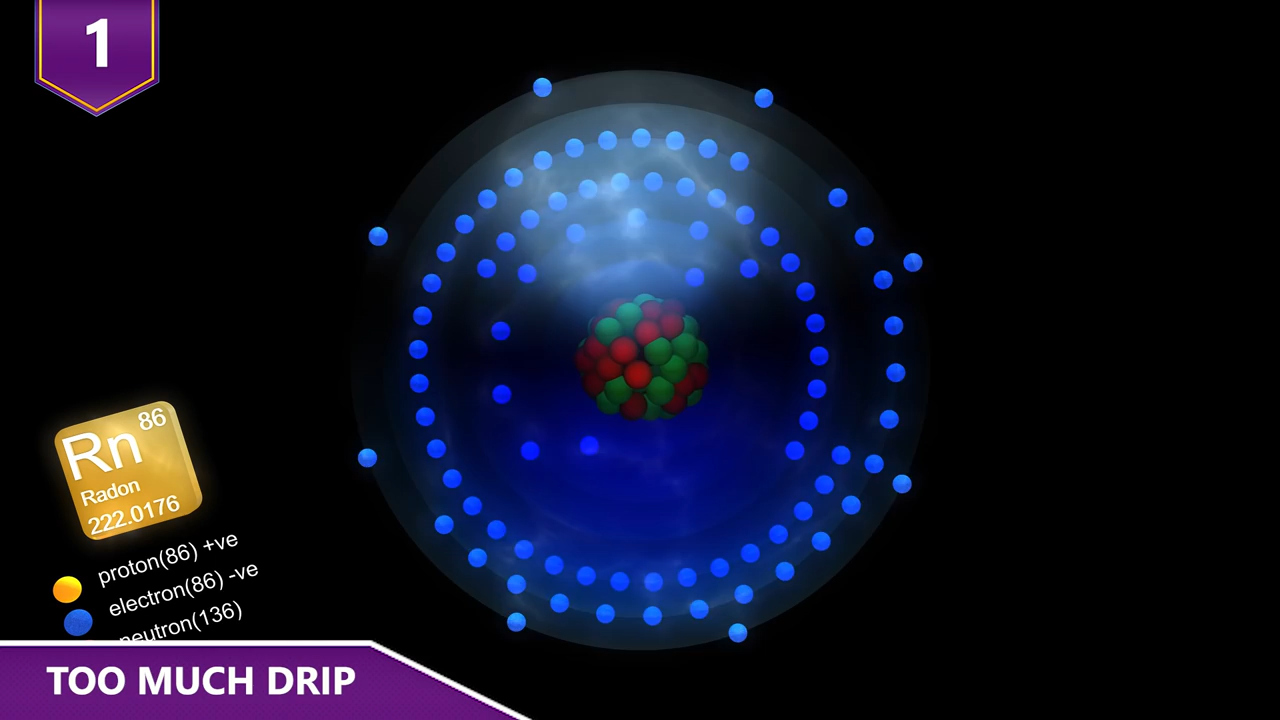 1
86
Rn
Radon
222.0176
proton(86) +ve
electron(86) -ve
neutron(136)
TOO MUCH DRIP